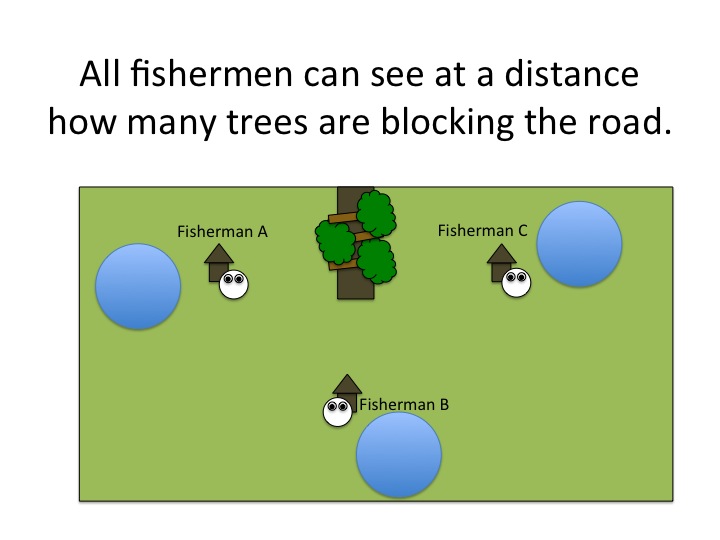 All fishermen can see at a distance
how many trees are blocking the road.
Fisherman A
Fisherman C
Fisherman B